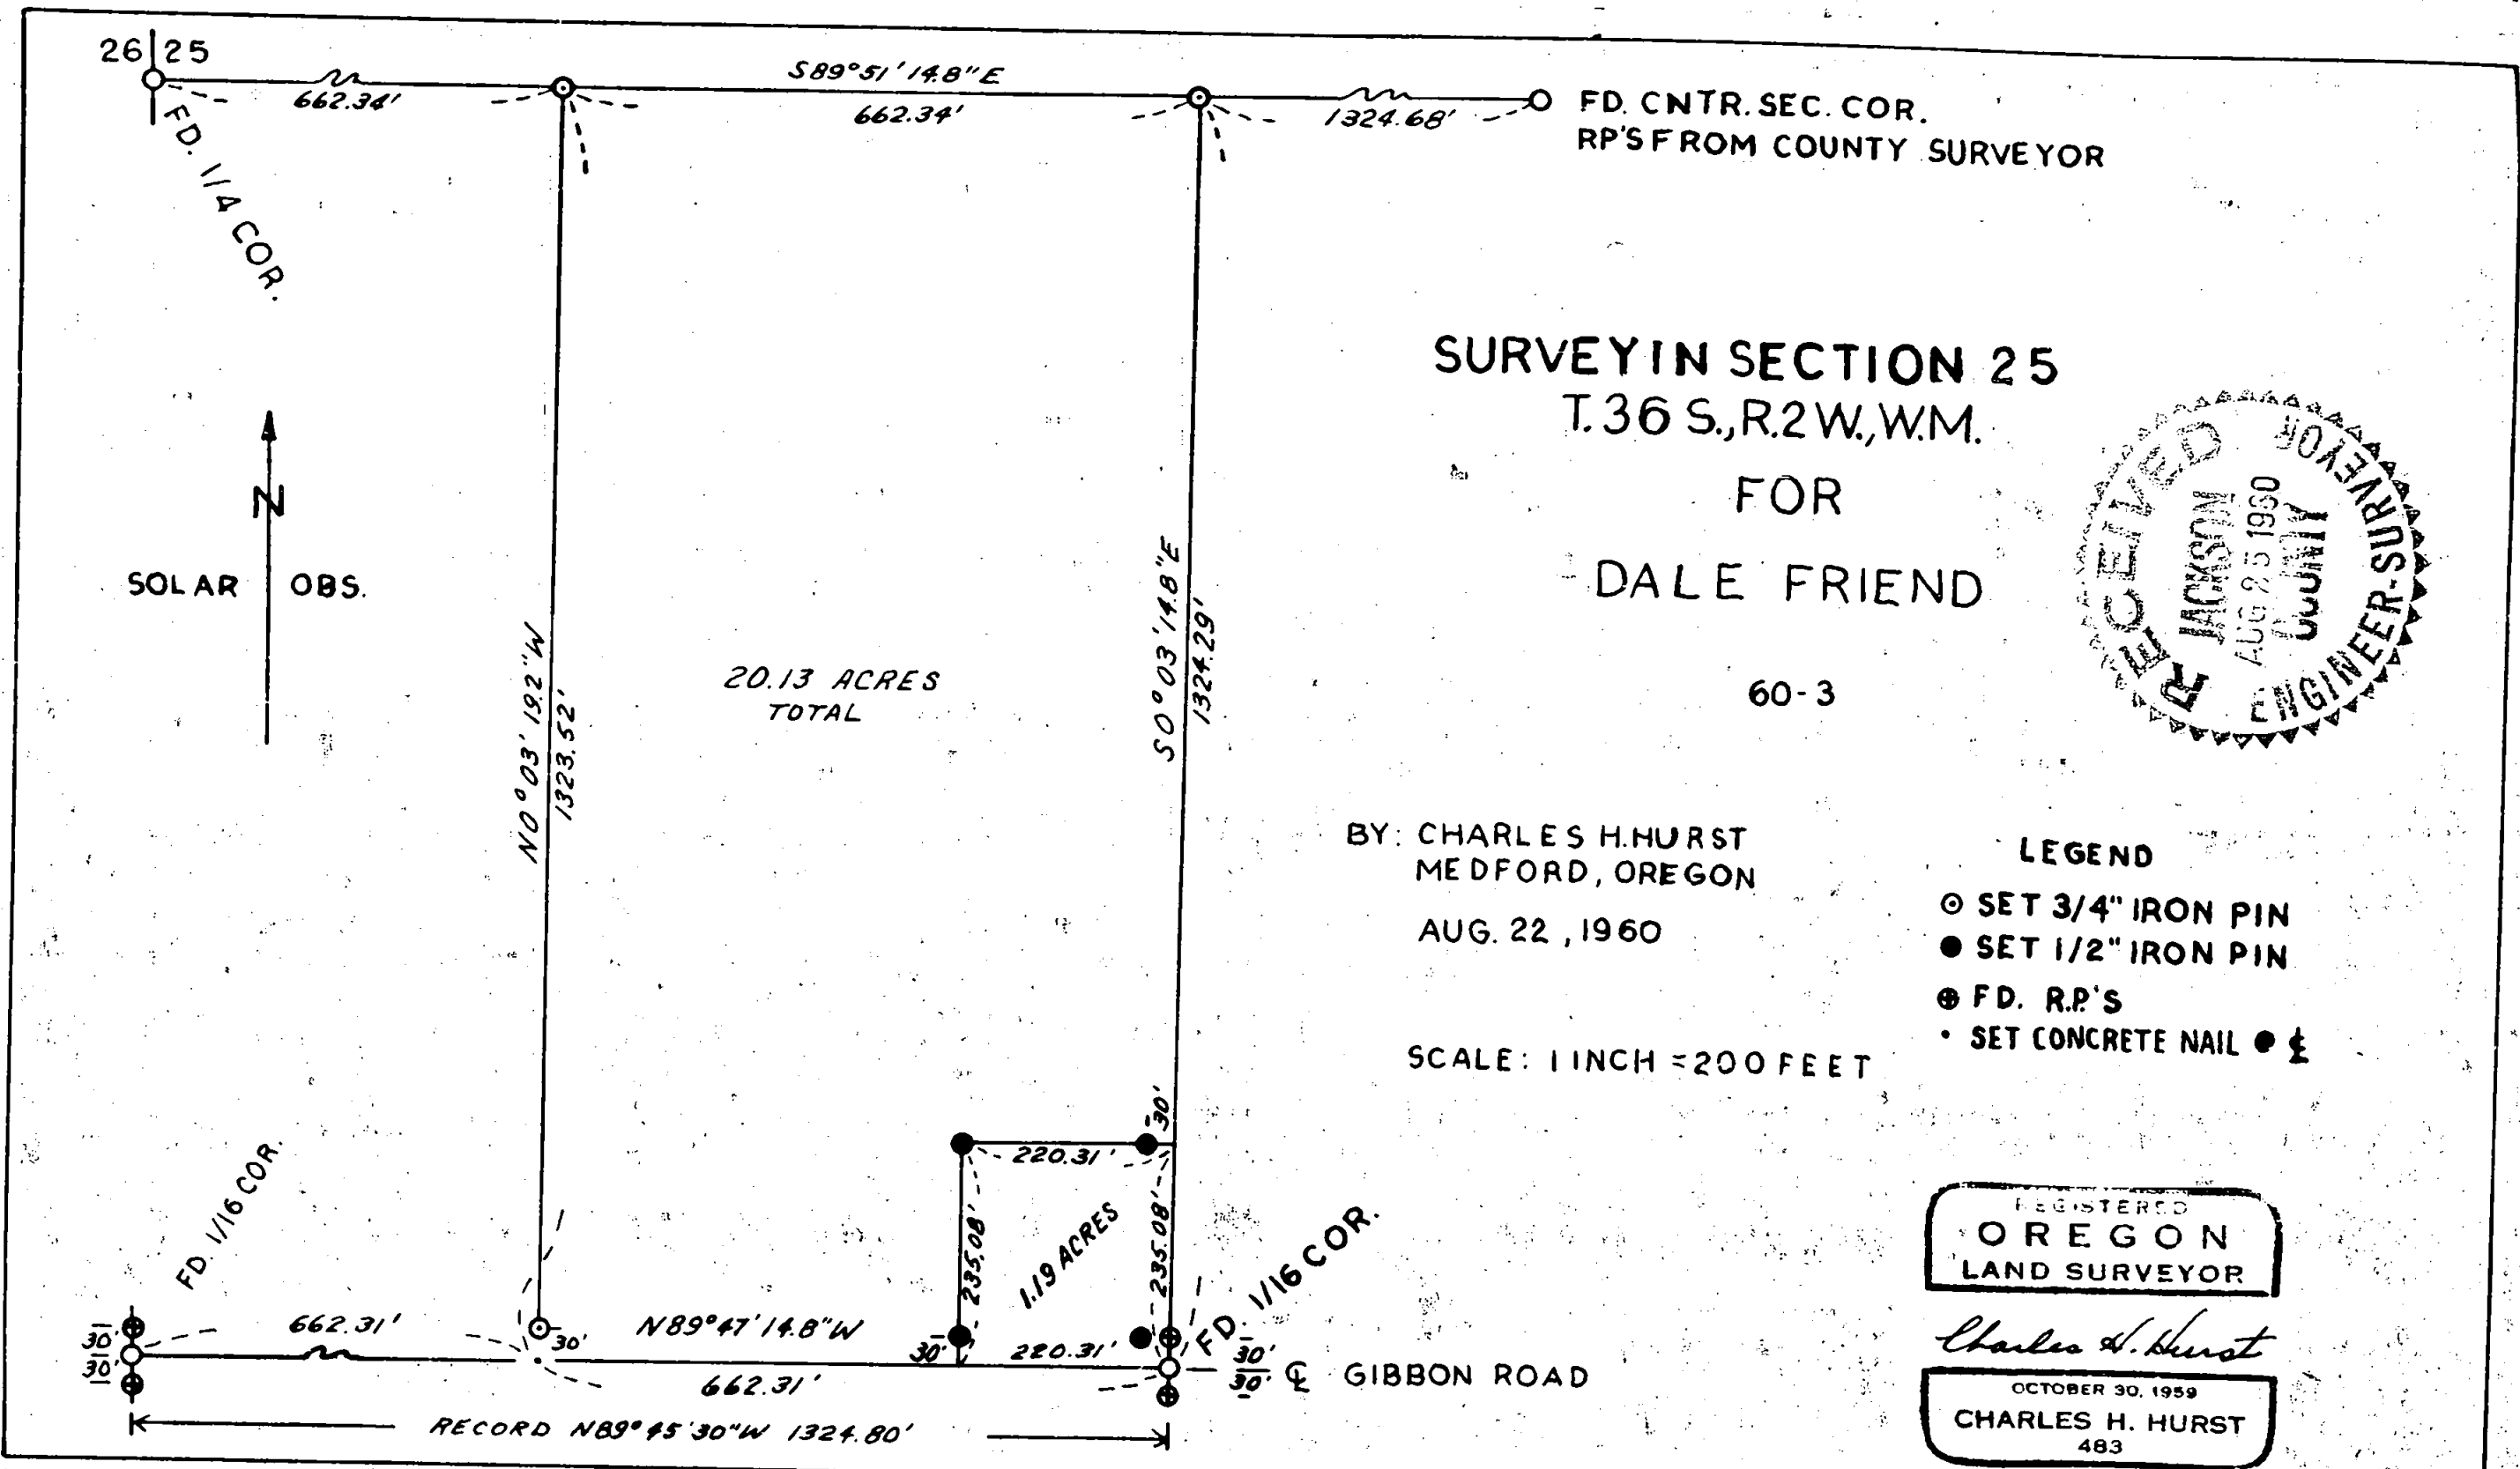 26 25
S89°51'14.8"E
662.34'
662.34'
1324.68'
FD. CNTR. SEC. COR.
RP'S FROM COUNTY SURVEYOR
FD. 1/4 COR.
N
SOLAR OBS.
SURVEY IN SECTION 25
T.36 S., R.2 W., W.M.
FOR
DALE FRIEND
60-3
RECEIVED
JACKSON
AUG 25 1960
COUNTY
ENGINEER-SURVEYOR
N0°03'19.2"W
1323.52'
20.13 ACRES
TOTAL
S0°03'14.8"E
1324.29'
BY: CHARLES H. HURST
MEDFORD, OREGON
AUG. 22, 1960
SCALE: 1 INCH = 200 FEET
LEGEND
⊙ SET 3/4" IRON PIN
● SET 1/2" IRON PIN
⊕ FD. R.P.'S
· SET CONCRETE NAIL @ ℄
30'
220.31'
235.08'
1.19 ACRES
235.08'
FD. 1/16 COR.
FD. 1/16 COR.
30'
30'
662.31'
30'
N89°47'14.8"W
30'
220.31'
30'
30'
℄ GIBBON ROAD
662.31'
RECORD N89°45'30"W 1324.80'
REGISTERED
OREGON
LAND SURVEYOR
Charles H. Hurst
OCTOBER 30, 1959
CHARLES H. HURST
483